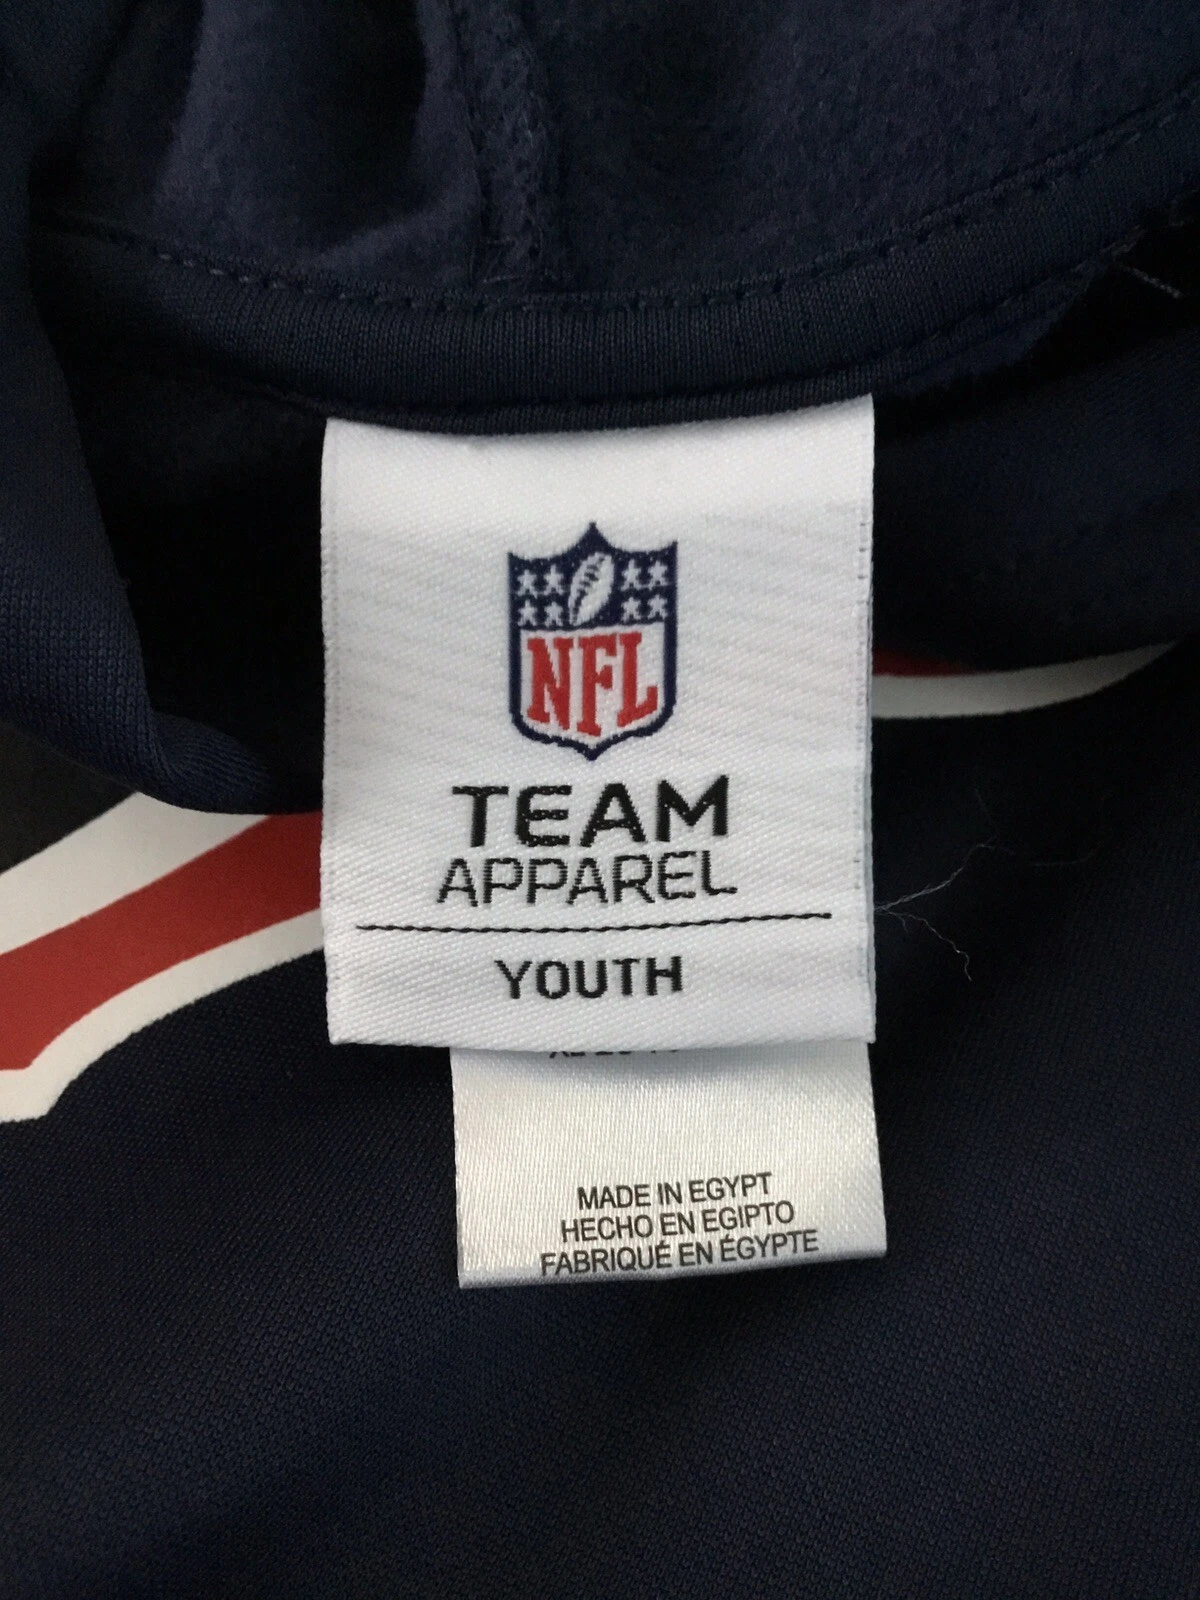 NFL
TEAM
APPAREL
YOUTH
MADE IN EGYPT
HECHO EN EGIPTO
FABRIQUÉ EN ÉGYPTE